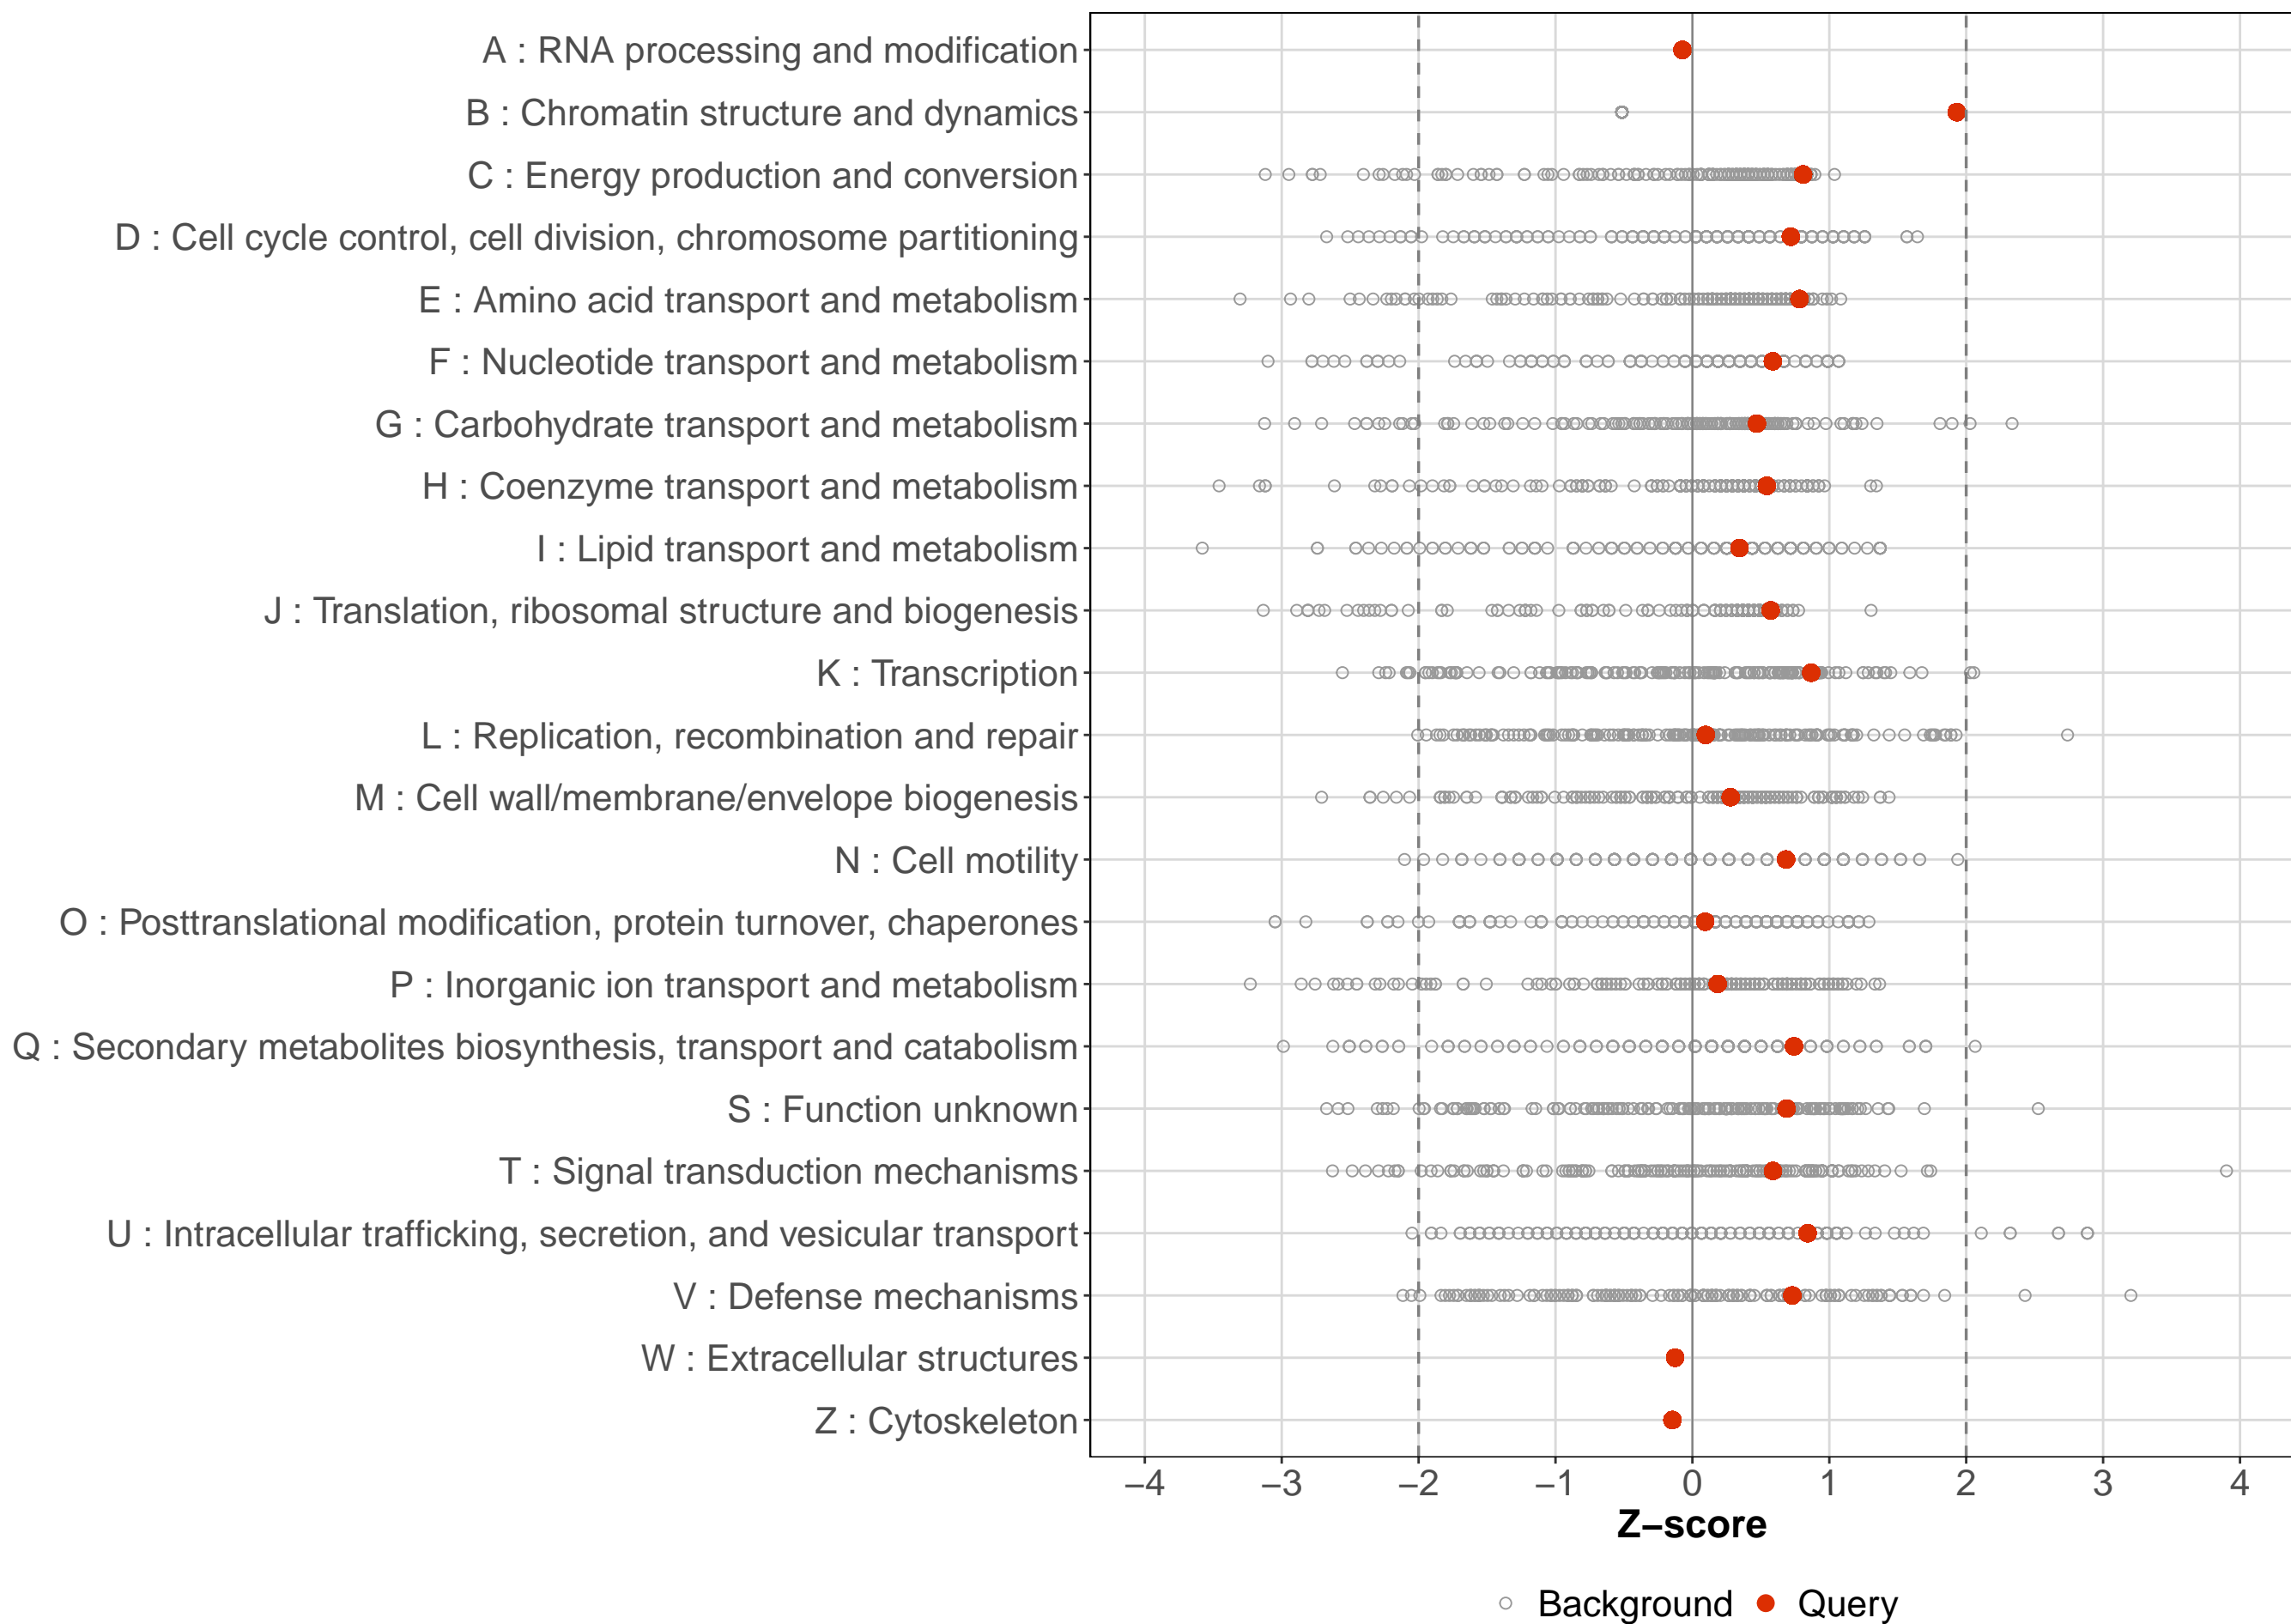 A : RNA processing and modification
B : Chromatin structure and dynamics
C : Energy production and conversion
D : Cell cycle control, cell division, chromosome partitioning
E : Amino acid transport and metabolism
F : Nucleotide transport and metabolism
G : Carbohydrate transport and metabolism
H : Coenzyme transport and metabolism
I : Lipid transport and metabolism
J : Translation, ribosomal structure and biogenesis
K : Transcription
L : Replication, recombination and repair
M : Cell wall/membrane/envelope biogenesis
N : Cell motility
O : Posttranslational modification, protein turnover, chaperones
P : Inorganic ion transport and metabolism
Q : Secondary metabolites biosynthesis, transport and catabolism
S : Function unknown
T : Signal transduction mechanisms
U : Intracellular trafficking, secretion, and vesicular transport
V : Defense mechanisms
W : Extracellular structures
Z : Cytoskeleton
−4 −3 −2 −1 0 1 2 3 4
Z−score
Background Query